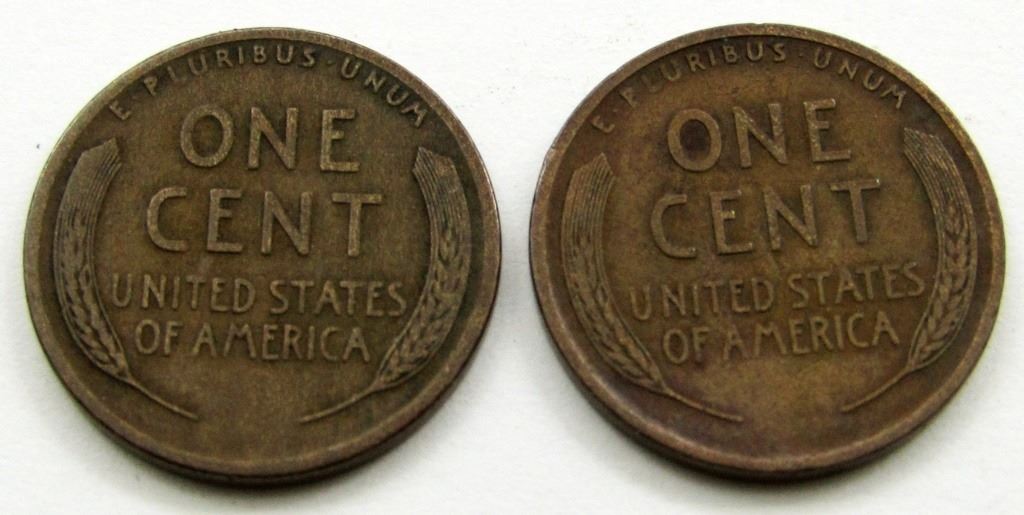 E·PLURIBUS·UNUM
ONE
CENT
UNITED STATES
OF AMERICA
E·PLURIBUS·UNUM
ONE
CENT
UNITED STATES
OF AMERICA